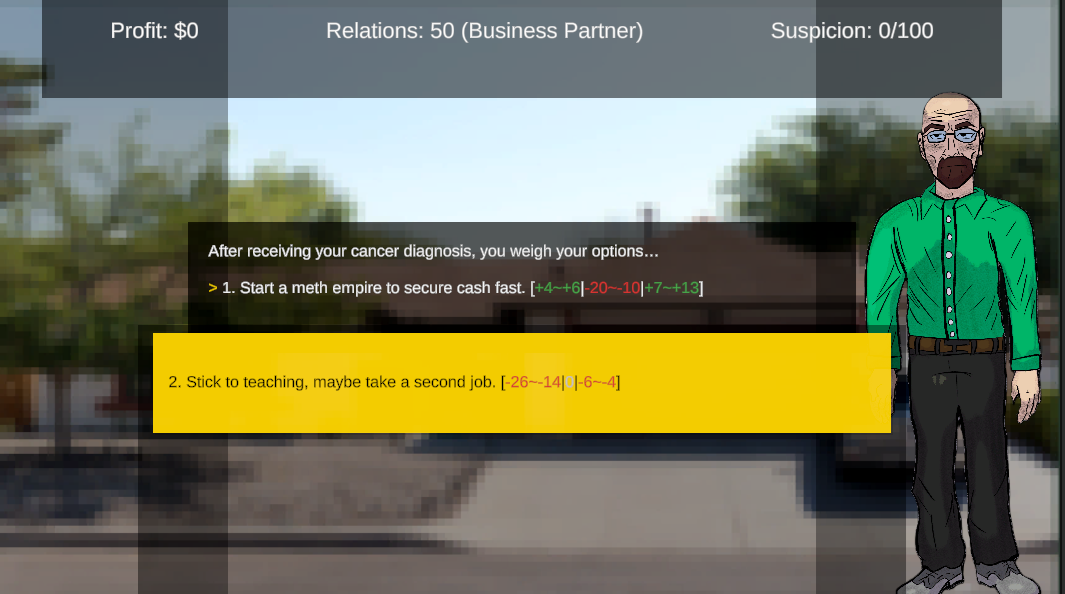 Profit: $0 Relations: 50 (Business Partner) Suspicion: 0/100
After receiving your cancer diagnosis, you weigh your options…
> 1. Start a meth empire to secure cash fast. [+4~+6|-20~-10|+7~+13]
2. Stick to teaching, maybe take a second job. [-26~-14|0|-6~-4]